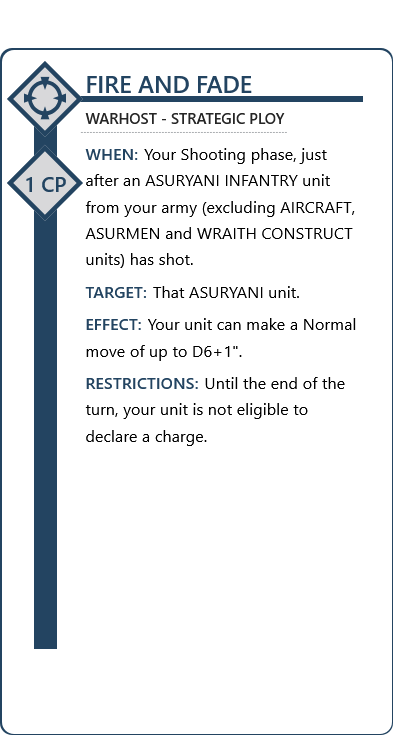 FIRE AND FADE
WARHOST - STRATEGIC PLOY
1 CP
WHEN: Your Shooting phase, just
after an ASURYANI INFANTRY unit
from your army (excluding AIRCRAFT,
ASURMEN and WRAITH CONSTRUCT
units) has shot.
TARGET: That ASURYANI unit.
EFFECT: Your unit can make a Normal
move of up to D6+1".
RESTRICTIONS: Until the end of the
turn, your unit is not eligible to
declare a charge.